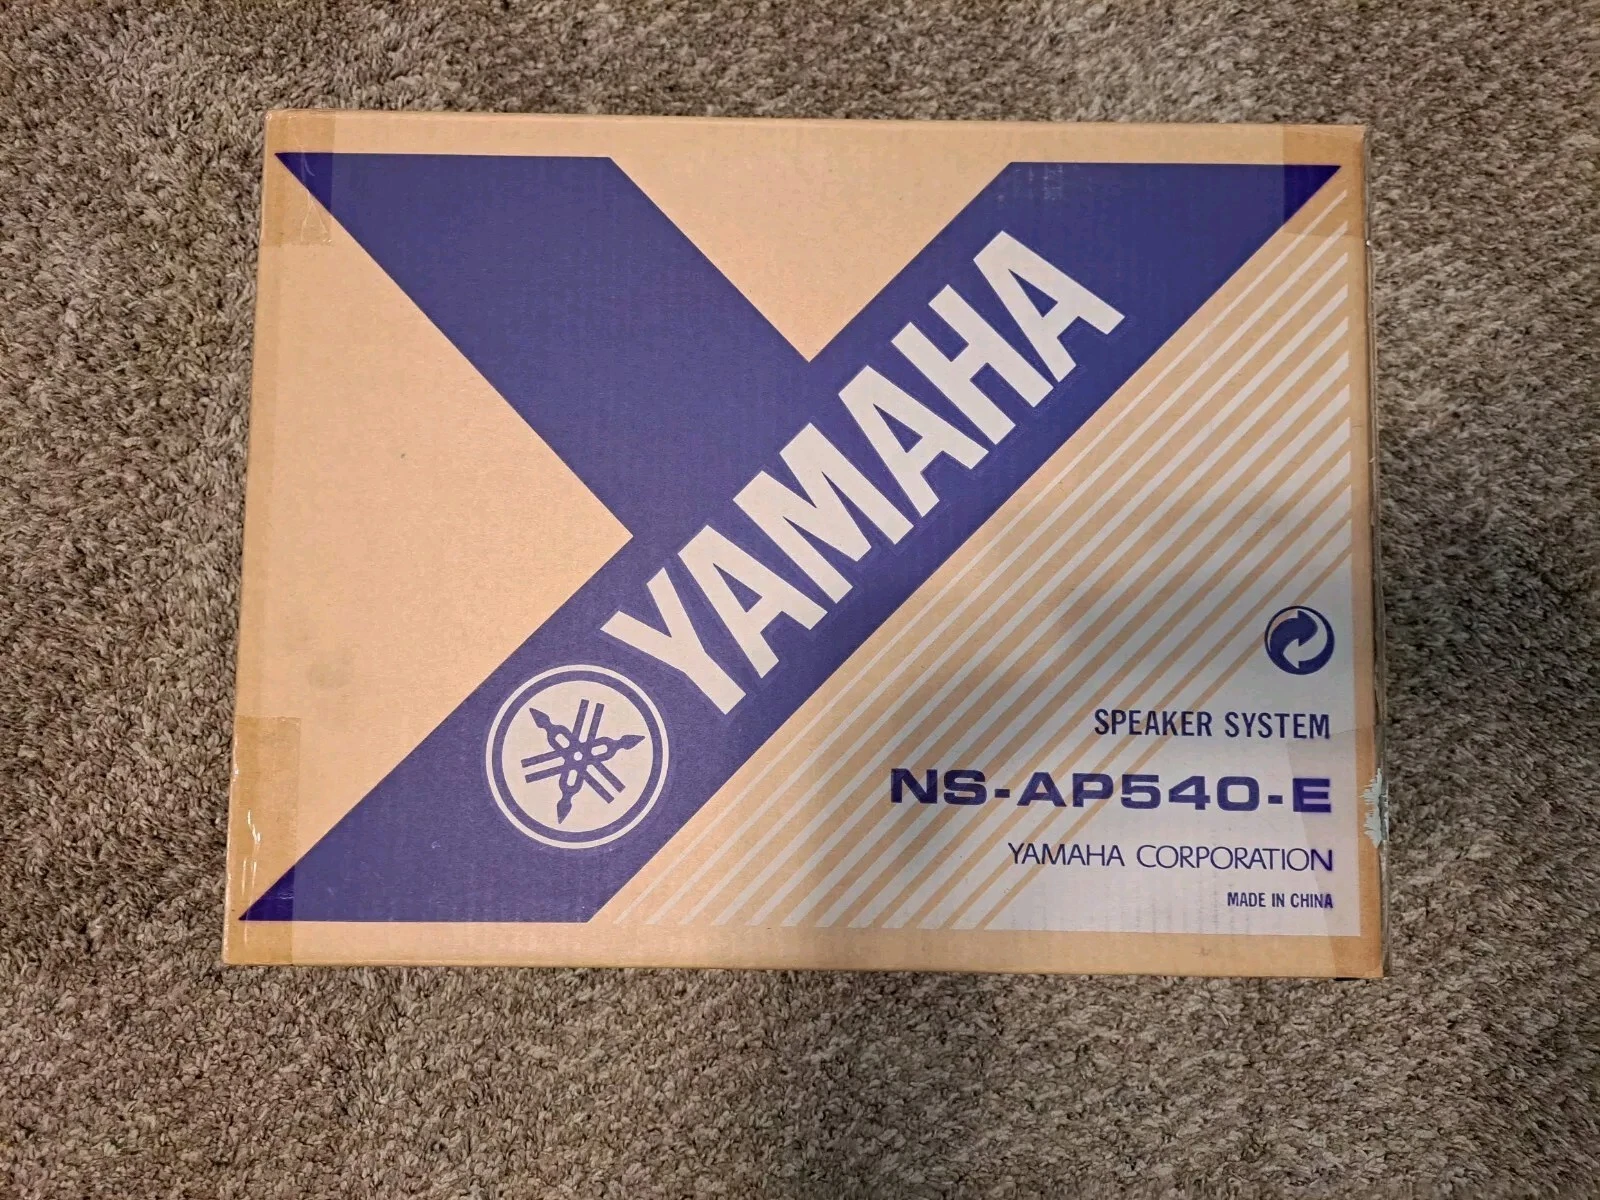 YAMAHA
SPEAKER SYSTEM
NS-AP540-E
YAMAHA CORPORATION
MADE IN CHINA